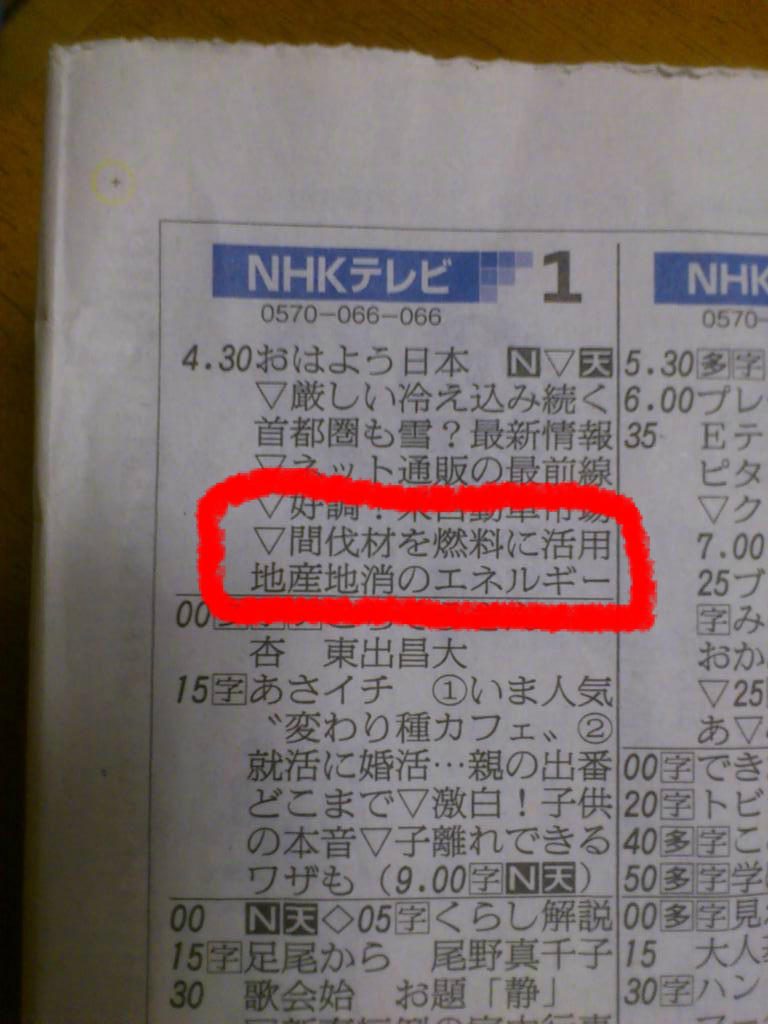 NHKテレビ 1
0570-066-066
4.30おはよう日本 N▽天
▽厳しい冷え込み続く
首都圏も雪？最新情報
▽ネット通販の最前線
▽好調！
▽間伐材を燃料に活用
地産地消のエネルギー
00
杏 東出昌大
15字あさイチ ①いま人気
〝変わり種カフェ〟②
就活に婚活…親の出番
どこまで▽激白！子供
の本音▽子離れできる
ワザも（9.00字N天）
00 N天◇05字くらし解説
15字足尾から 尾野真千子
30 歌会始 お題「静」
NHK
0570-
5.30多字
6.00プレ
35 Eテ
ピタ
▽ク
7.00
25ブ
字み
おか
▽25
あ▽
00字でき
20字トビ
40多字こ
50多字学
00多字見
15 大人
30字ハン